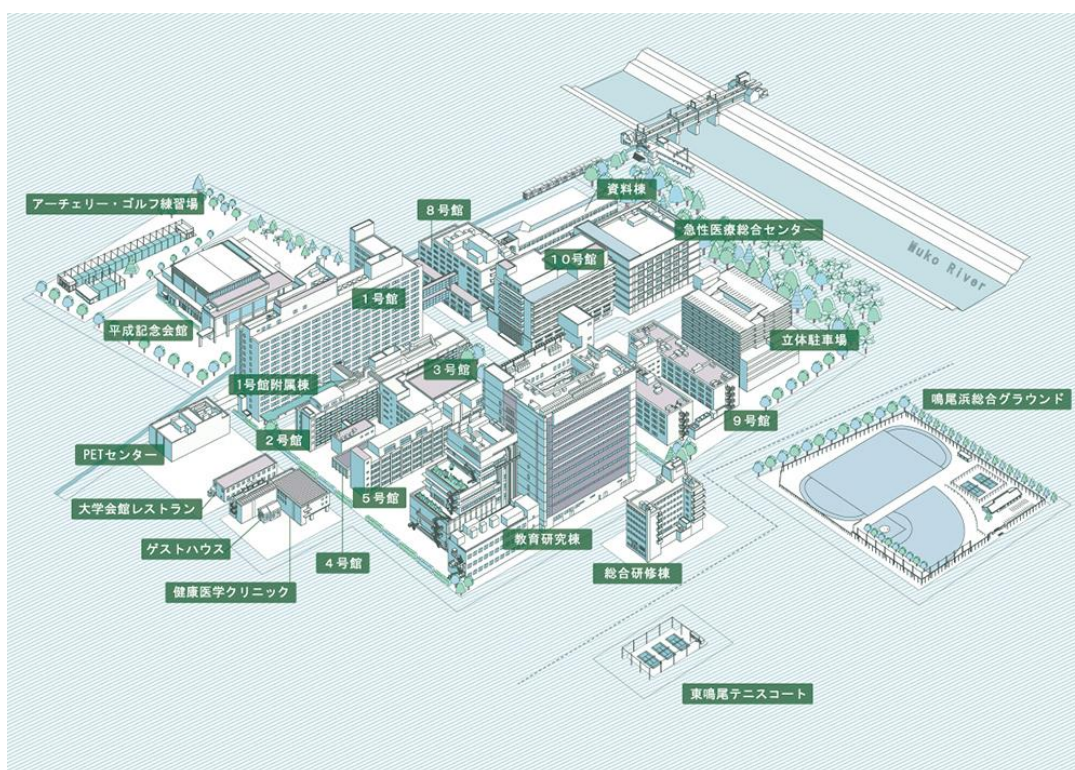 アーチェリー・ゴルフ練習場
8号館
資料棟
急性医療総合センター
10号館
Muko River
1号館
平成記念会館
立体駐車場
3号館
1号館附属棟
鳴尾浜総合グラウンド
9号館
2号館
PETセンター
5号館
大学会館レストラン
教育研究棟
ゲストハウス
4号館
総合研修棟
健康医学クリニック
東鳴尾テニスコート